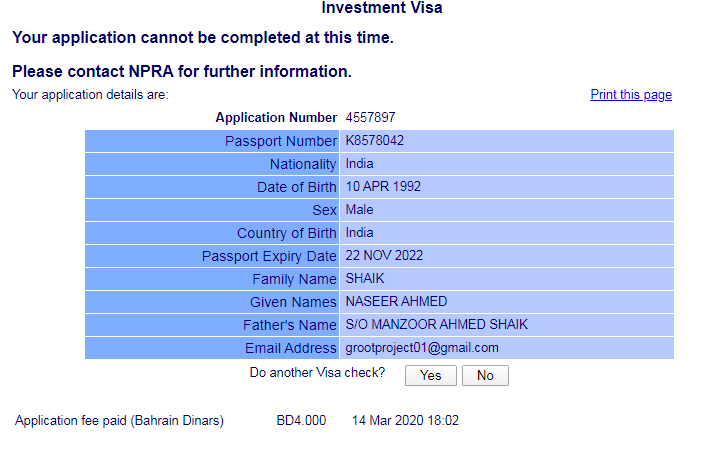 Investment Visa
Your application cannot be completed at this time.
Please contact NPRA for further information.
Your application details are: Print this page
Application Number 4557897
Passport Number K8578042
Nationality India
Date of Birth 10 APR 1992
Sex Male
Country of Birth India
Passport Expiry Date 22 NOV 2022
Family Name SHAIK
Given Names NASEER AHMED
Father's Name S/O MANZOOR AHMED SHAIK
Email Address grootproject01@gmail.com
Do another Visa check? Yes No
Application fee paid (Bahrain Dinars) BD4.000 14 Mar 2020 18:02